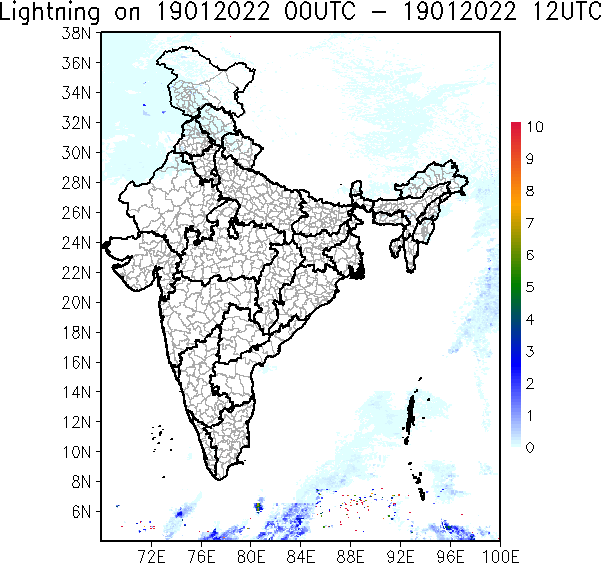 Lightning on 19012022 00UTC – 19012022 12UTC
38N
36N
34N
32N
30N
28N
26N
24N
22N
20N
18N
16N
14N
12N
10N
8N
6N
72E 76E 80E 84E 88E 92E 96E 100E
10
9
8
7
6
5
4
3
2
1
0